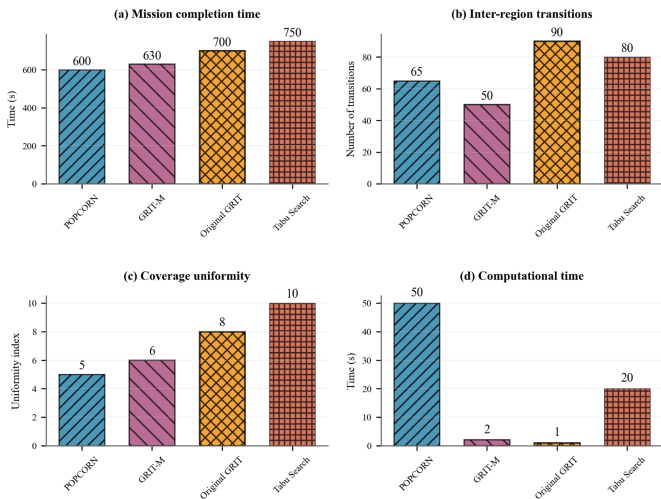 (a) Mission completion time
Time (s)
0
200
400
600
600
630
700
750
POPCORN
GRIT-M
Original GRIT
Tabu Search
(b) Inter-region transitions
Number of transitions
0
20
40
60
80
65
50
90
80
POPCORN
GRIT-M
Original GRIT
Tabu Search
(c) Coverage uniformity
Uniformity index
0
2
4
6
8
10
5
6
8
10
POPCORN
GRIT-M
Original GRIT
Tabu Search
(d) Computational time
Time (s)
0
10
20
30
40
50
50
2
1
20
POPCORN
GRIT-M
Original GRIT
Tabu Search